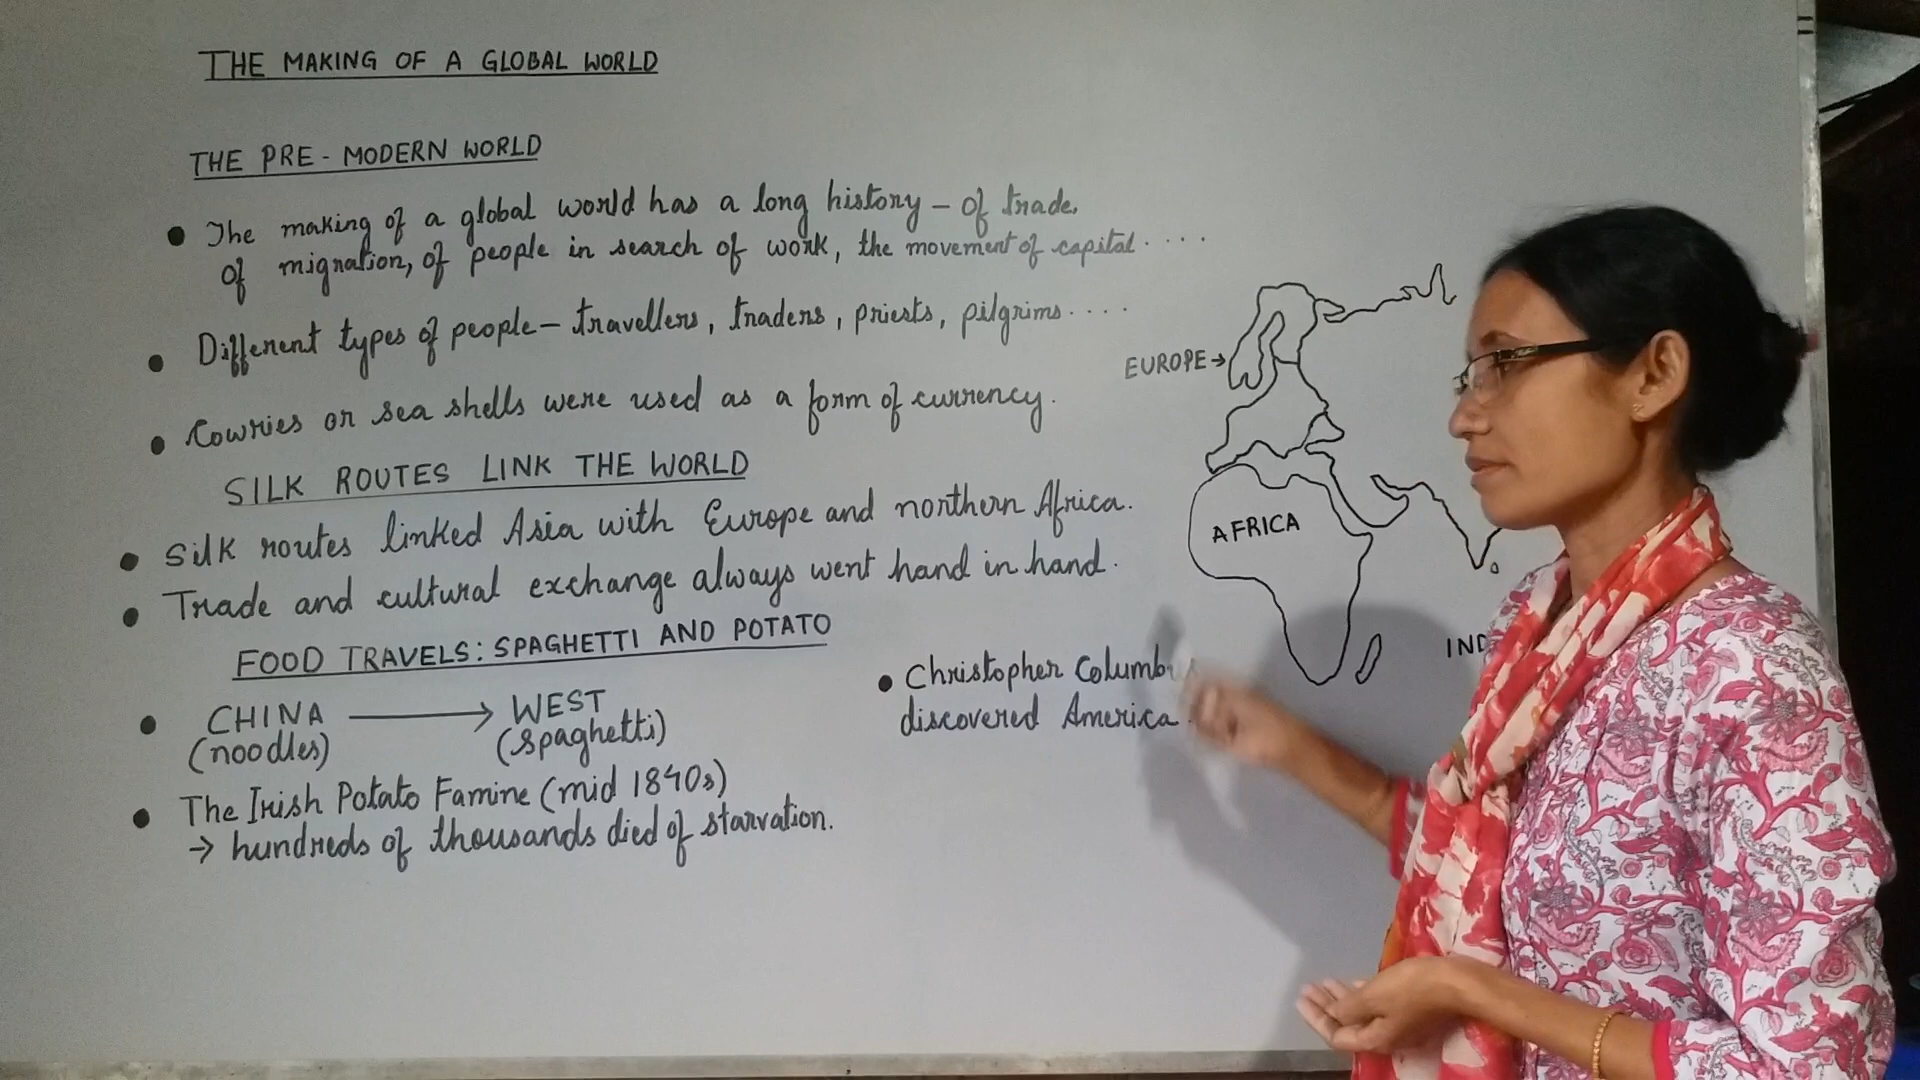 THE MAKING OF A GLOBAL WORLD
THE PRE-MODERN WORLD
• The making of a global world has a long history - of trade,
of migration, of people in search of work, the movement of capital ....
• Different types of people - travellers, traders, priests, pilgrims ....
• Cowries or sea shells were used as a form of currency.
SILK ROUTES LINK THE WORLD
• Silk routes linked Asia with Europe and northern Africa.
• Trade and cultural exchange always went hand in hand.
FOOD TRAVELS: SPAGHETTI AND POTATO
• CHINA → WEST
(noodles) (spaghetti)
• The Irish Potato Famine (mid 1840s)
→ hundreds of thousands died of starvation.
• Christopher Columbus
discovered America.
EUROPE →
AFRICA
IND